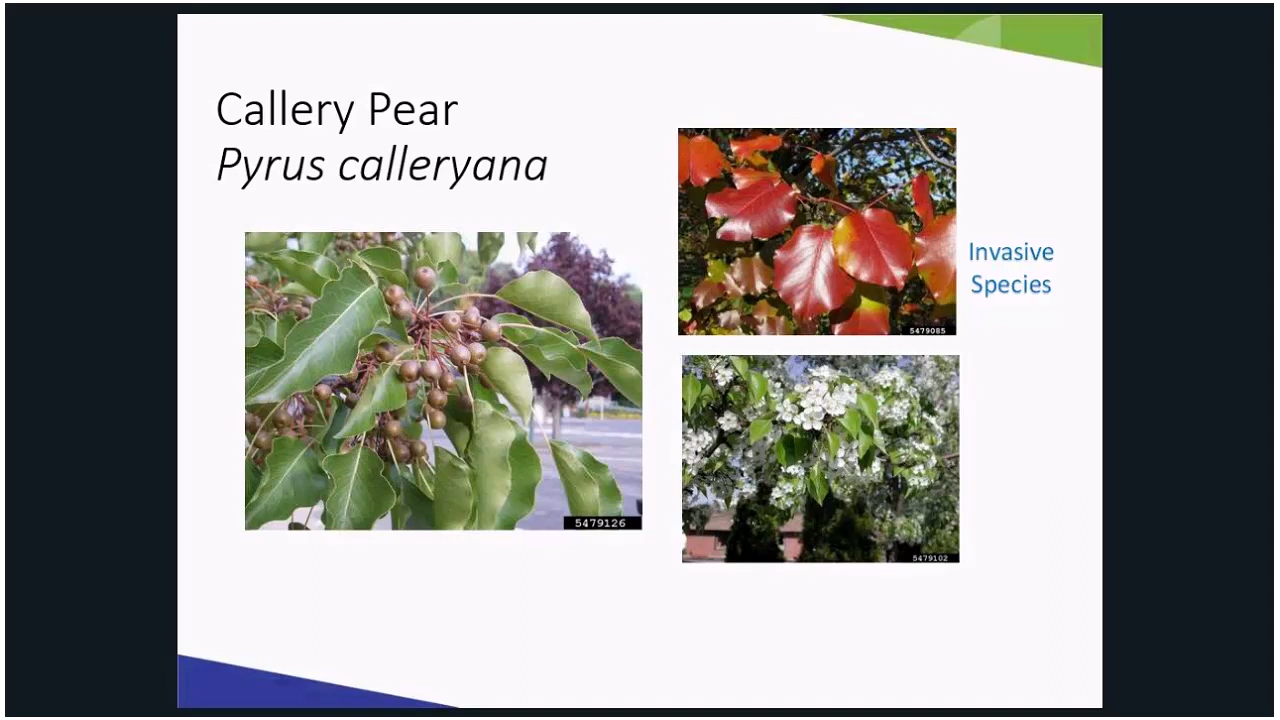 Callery Pear
Pyrus calleryana
Invasive
Species
5479085
5479126
5479102